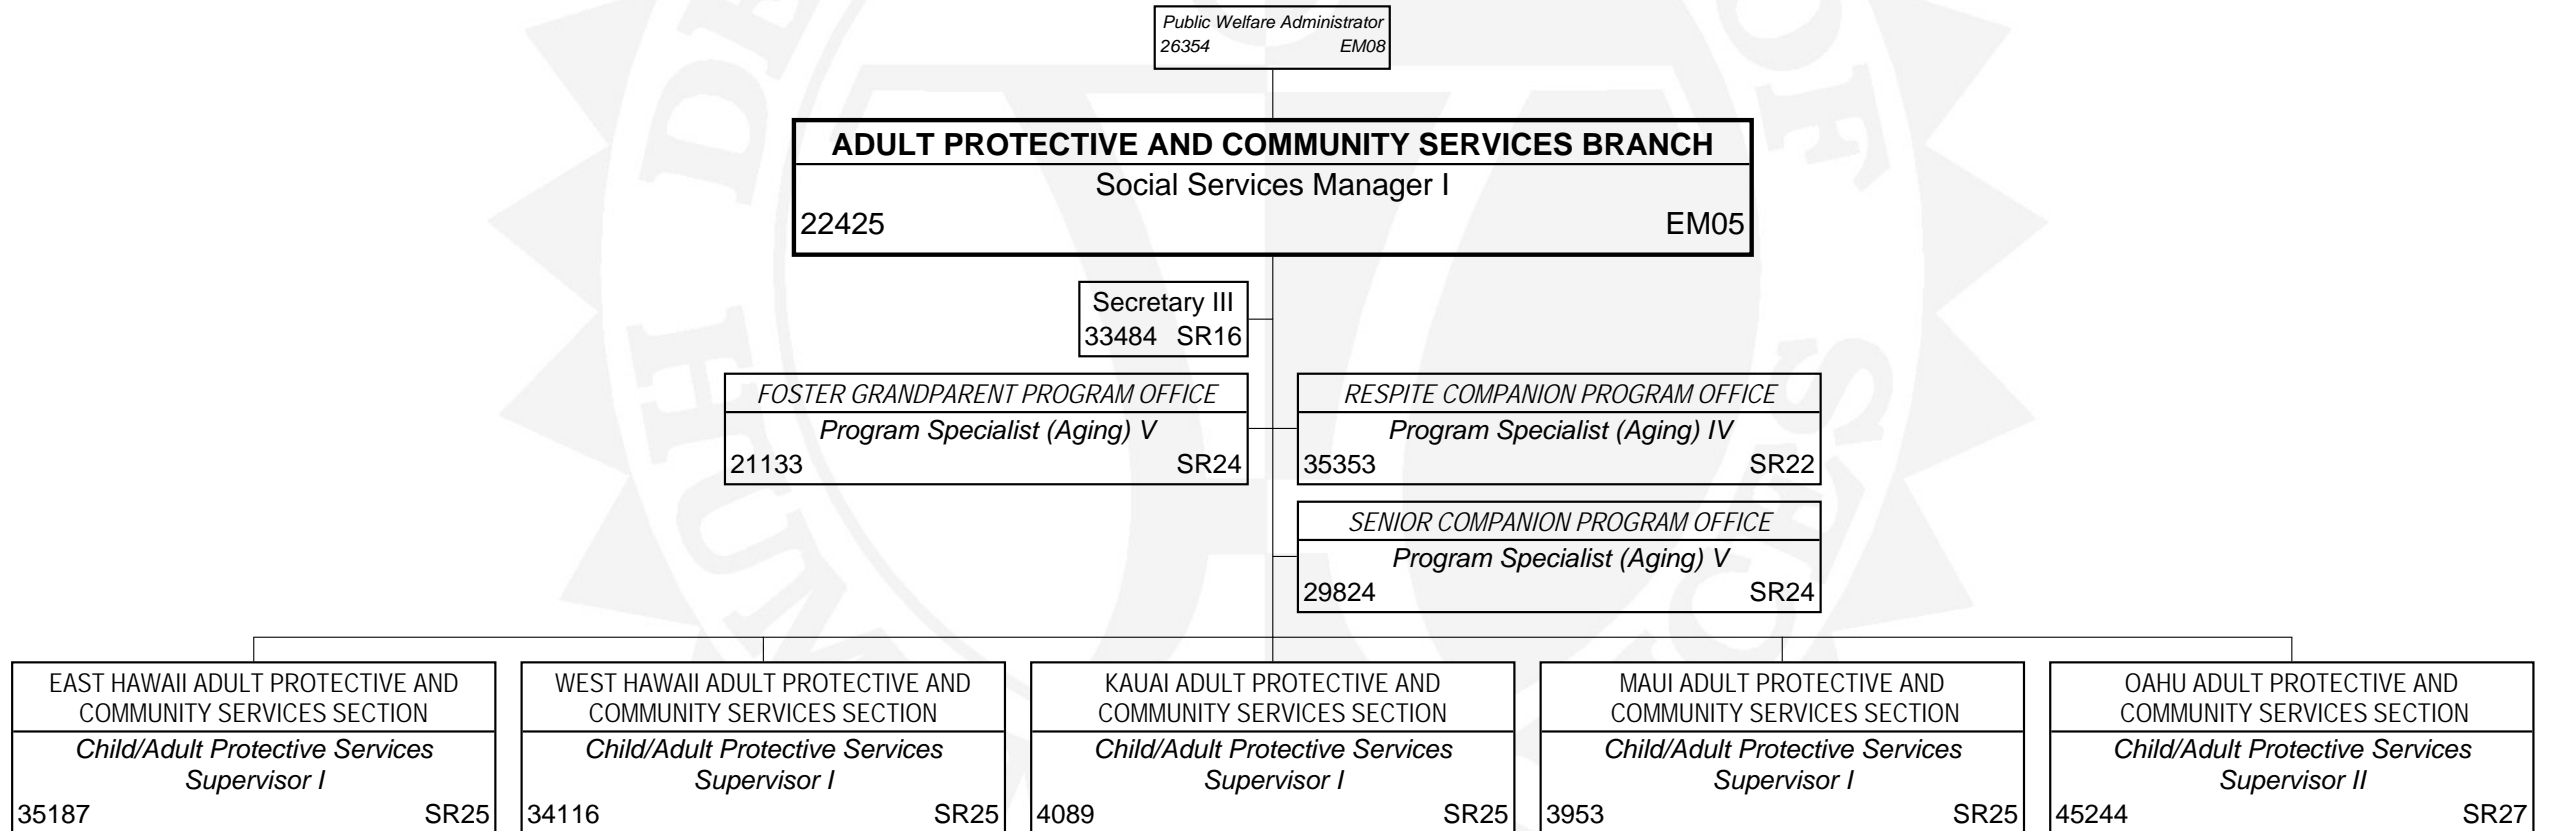 Public Welfare Administrator
26354 EM08
ADULT PROTECTIVE AND COMMUNITY SERVICES BRANCH
Social Services Manager I
22425 EM05
Secretary III
33484 SR16
FOSTER GRANDPARENT PROGRAM OFFICE
Program Specialist (Aging) V
21133 SR24
RESPITE COMPANION PROGRAM OFFICE
Program Specialist (Aging) IV
35353 SR22
SENIOR COMPANION PROGRAM OFFICE
Program Specialist (Aging) V
29824 SR24
EAST HAWAII ADULT PROTECTIVE AND
COMMUNITY SERVICES SECTION
Child/Adult Protective Services
Supervisor I
35187 SR25
WEST HAWAII ADULT PROTECTIVE AND
COMMUNITY SERVICES SECTION
Child/Adult Protective Services
Supervisor I
34116 SR25
KAUAI ADULT PROTECTIVE AND
COMMUNITY SERVICES SECTION
Child/Adult Protective Services
Supervisor I
4089 SR25
MAUI ADULT PROTECTIVE AND
COMMUNITY SERVICES SECTION
Child/Adult Protective Services
Supervisor I
3953 SR25
OAHU ADULT PROTECTIVE AND
COMMUNITY SERVICES SECTION
Child/Adult Protective Services
Supervisor II
45244 SR27